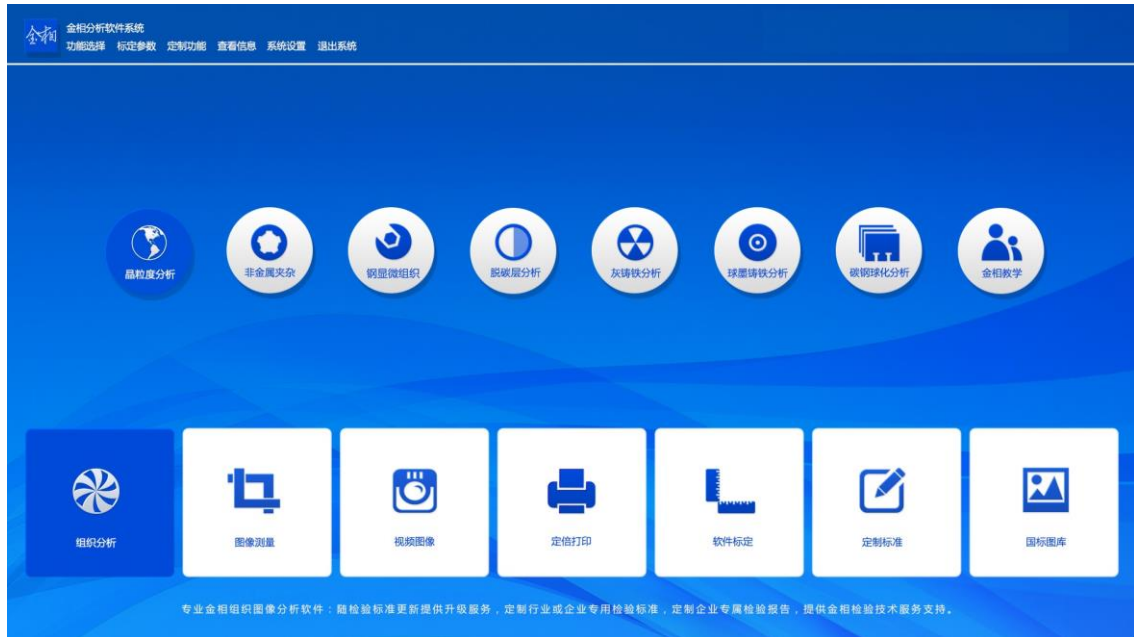 金相
金相分析软件系统
功能选择 标定参数 定制功能 查看信息 系统设置 退出系统
晶粒度分析 非金属夹杂 钢显微组织 脱碳层分析 灰铸铁分析 球墨铸铁分析 碳钢球化分析 金相教学
组织分析 图像测量 视频图像 定倍打印 软件标定 定制标准 国标图库
专业金相组织图像分析软件：随检验标准更新提供升级服务，定制行业或企业专用检验标准，定制企业专属检验报告，提供金相检验技术服务支持。